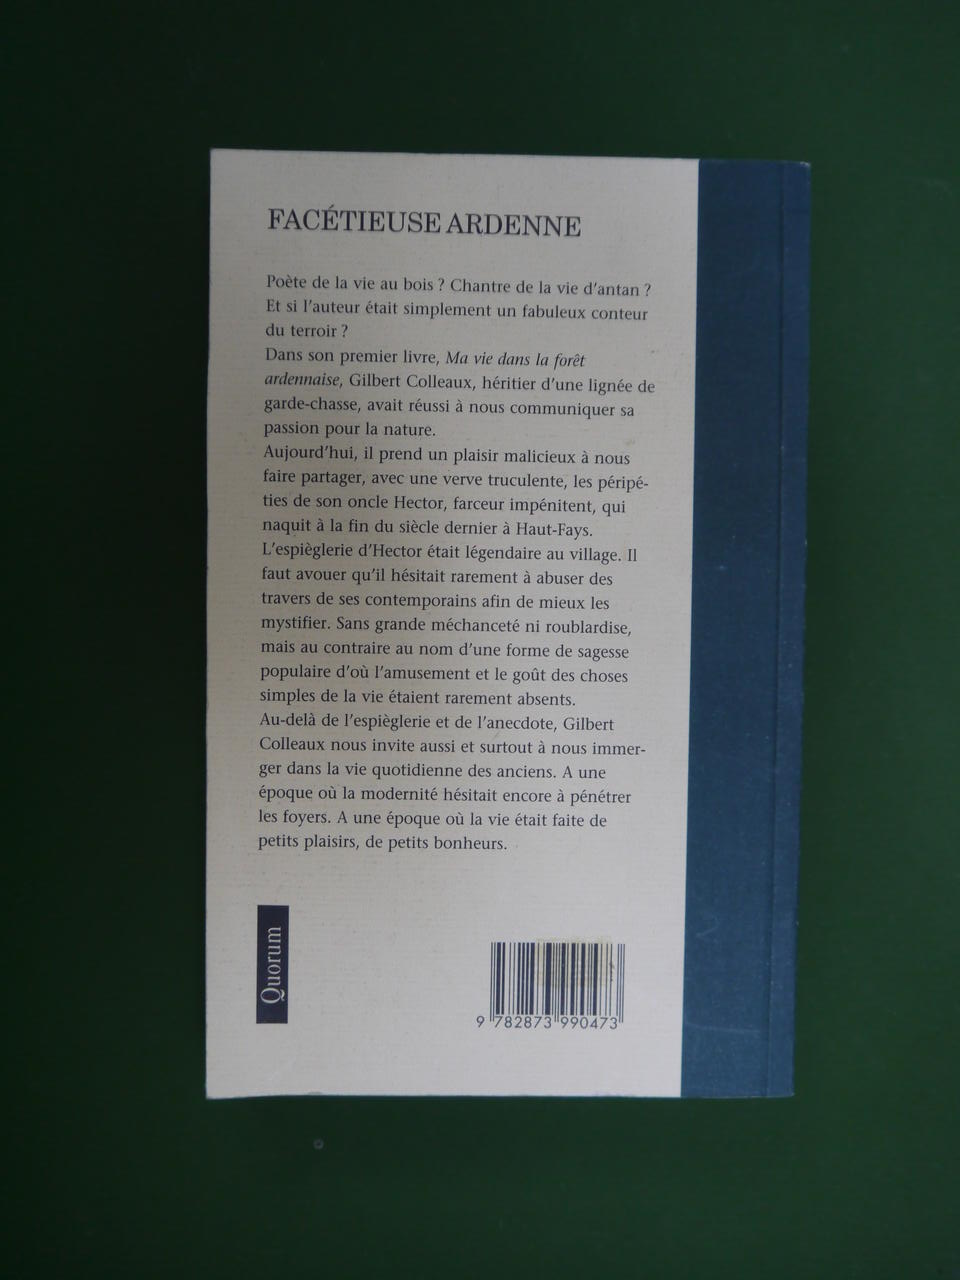 FACÉTIEUSE ARDENNE
Poète de la vie au bois ? Chantre de la vie d'antan ?
Et si l'auteur était simplement un fabuleux conteur
du terroir ?
Dans son premier livre, Ma vie dans la forêt
ardennaise, Gilbert Colleaux, héritier d'une lignée de
garde-chasse, avait réussi à nous communiquer sa
passion pour la nature.
Aujourd'hui, il prend un plaisir malicieux à nous
faire partager, avec une verve truculente, les péripé-
ties de son oncle Hector, farceur impénitent, qui
naquit à la fin du siècle dernier à Haut-Fays.
L'espièglerie d'Hector était légendaire au village. Il
faut avouer qu'il hésitait rarement à abuser des
travers de ses contemporains afin de mieux les
mystifier. Sans grande méchanceté ni roublardise,
mais au contraire au nom d'une forme de sagesse
populaire d'où l'amusement et le goût des choses
simples de la vie étaient rarement absents.
Au-delà de l'espièglerie et de l'anecdote, Gilbert
Colleaux nous invite aussi et surtout à nous immer-
ger dans la vie quotidienne des anciens. A une
époque où la modernité hésitait encore à pénétrer
les foyers. A une époque où la vie était faite de
petits plaisirs, de petits bonheurs.
Quorum
9 782873 990473